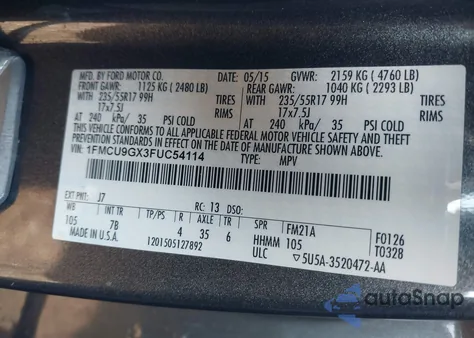 MFD. BY FORD MOTOR CO. 05/15 GVWR: 2159 KG ( 4760 LB)
FRONT GAWR: 1125 KG ( 2480 LB) REAR GAWR: 1040 KG ( 2293 LB)
WITH 235/55R17 99H TIRES WITH 235/55R17 99H TIRES
17x7.5J RIMS 17x7.5J RIMS
AT 240 kPa/ 35 PSI COLD AT 240 kPa/ 35 PSI COLD
THIS VEHICLE CONFORMS TO ALL APPLICABLE FEDERAL MOTOR VEHICLE SAFETY AND BUMPER STANDARDS IN EFFECT ON THE DATE OF MANUFACTURE SHOWN ABOVE.
VIN: 1FMCU9GX3FUC54114 TYPE: MPV
EXT PNT: J7 RC: 13 DSO:
WB INT TR TP/PS R AXLE TR SPR FM21A F0126
105 7B 4 35 6 HHMM 105 T0328
MADE IN U.S.A. 1201505127892 ULC ▽5U5A-3520472-AA
autoSnap